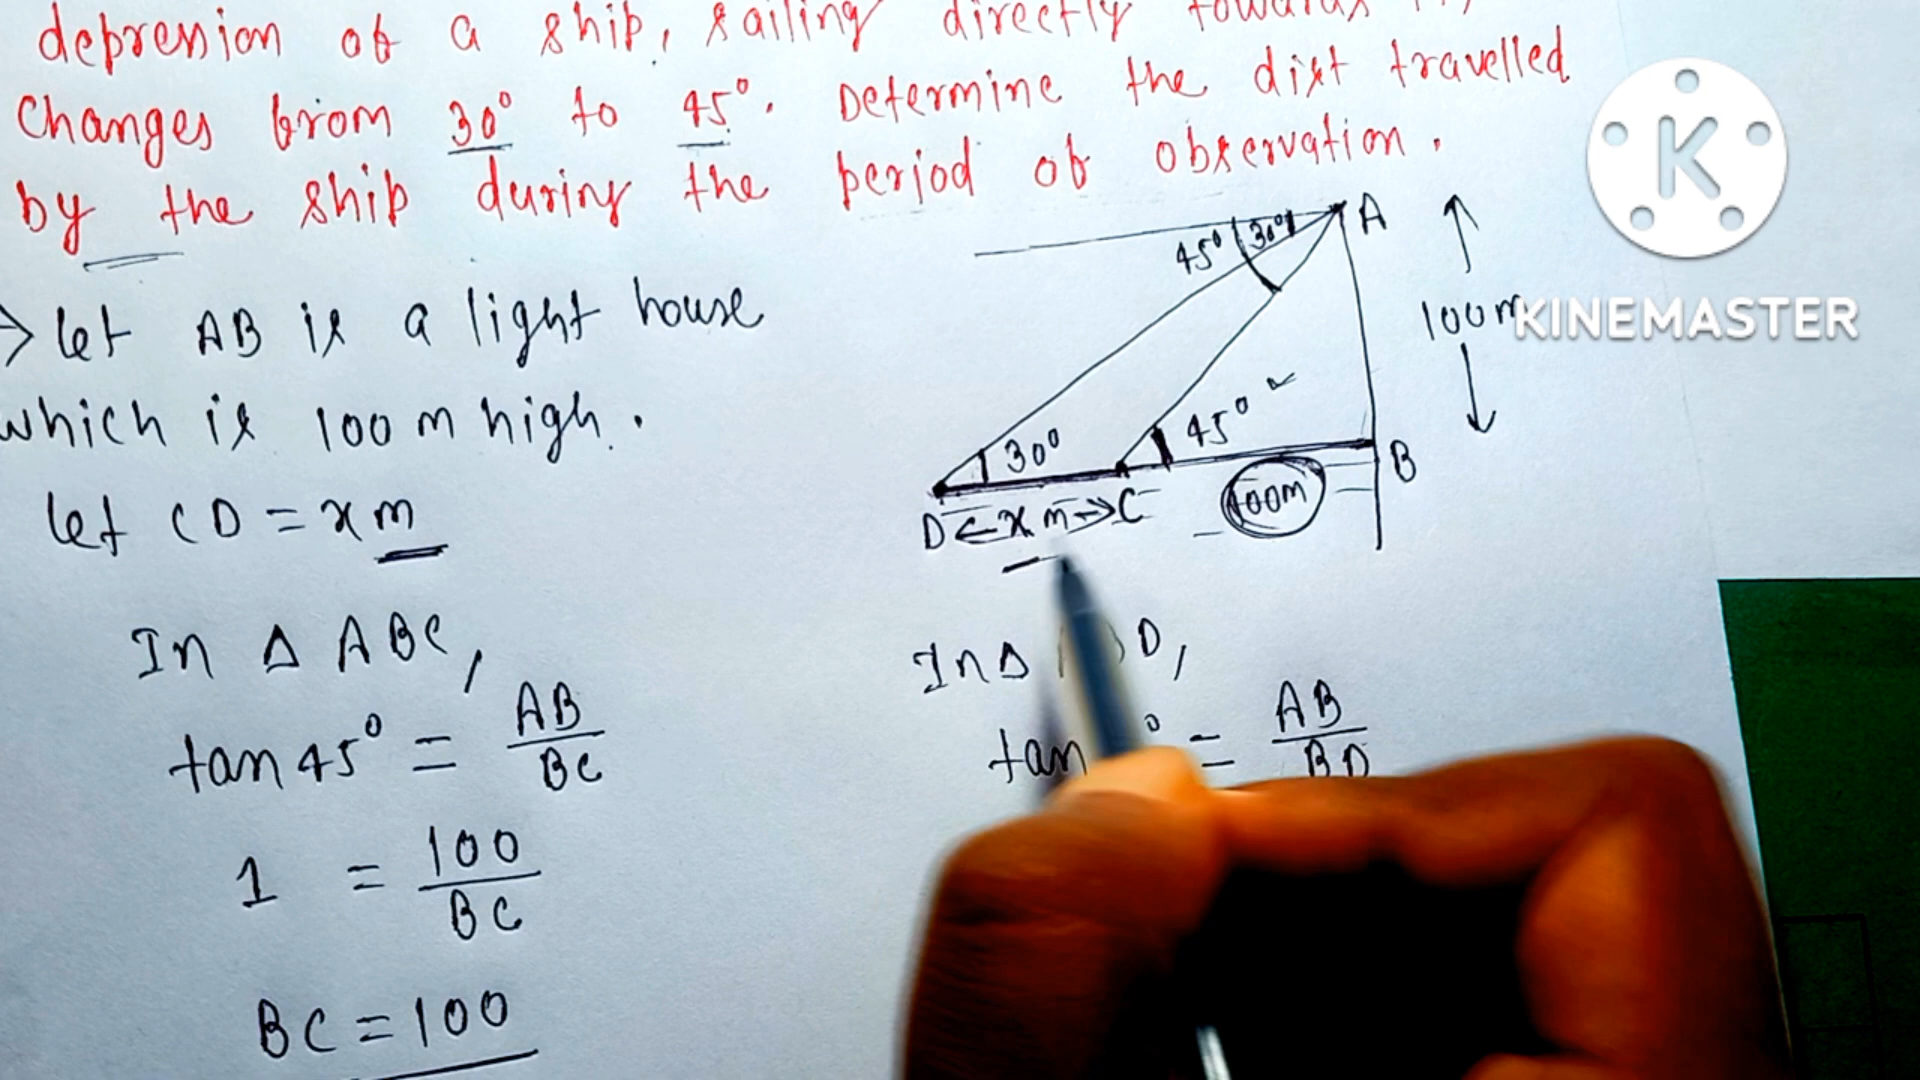 depression of a ship, sailing directly towards
changes from 30° to 45°. Determine the dist travelled
by the ship during the period of observation.
→ let AB is a light house
which is 100 m high.
let CD = x m
In Δ ABC,
tan 45° = AB/BC
1 = 100/BC
BC = 100
45° 30° A
100m
30° 45°
D ← x m → C 100m B
In Δ D,
tan ° = AB/BD
K
KINEMASTER